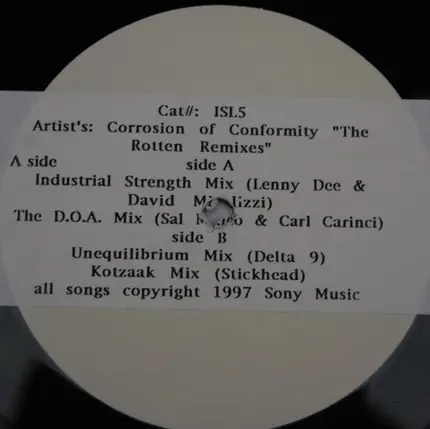 Cat#: ISL5
Artist's: Corrosion of Conformity "The
Rotten Remixes"
A side side A
Industrial Strength Mix (Lenny Dee &
David
The D.O.A. Mix (Sal & Carl Carinci)
side B
Unequilibrium Mix (Delta 9)
Kotzaak Mix (Stickhead)
all songs copyright 1997 Sony Music